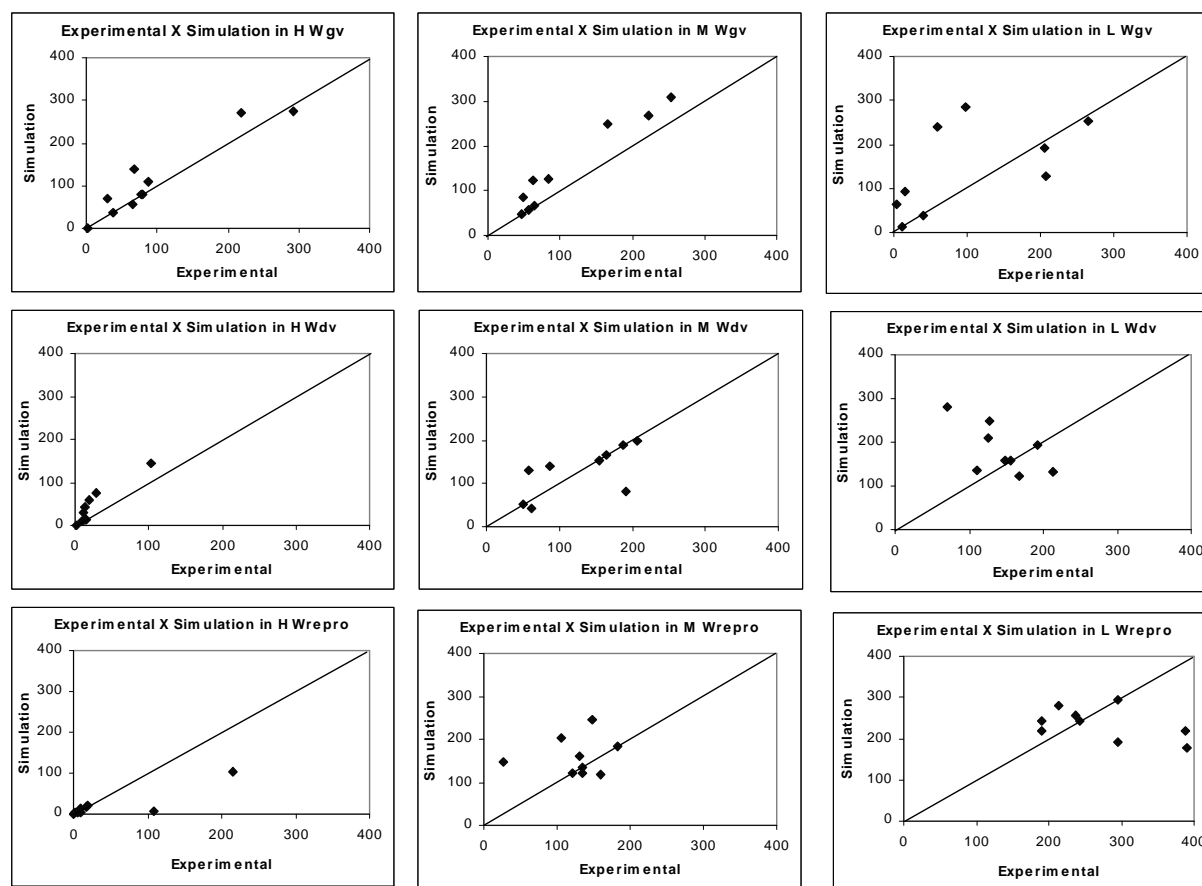 Experimental X Simulation in H Wgv
400
300
200
100
0
Simulation
0 100 200 300 400
Experimental
Experimental X Simulation in M Wgv
400
300
200
100
0
Simulation
0 100 200 300 400
Experimental
Experimental X Simulation in L Wgv
400
300
200
100
0
Simulation
0 100 200 300 400
Experiental
Experimental X Simulation in H Wdv
400
300
200
100
0
Simulation
0 100 200 300 400
Experimental
Experimental X Simulation in M Wdv
400
300
200
100
0
Simulation
0 100 200 300 400
Experimental
Experimental X Simulation in L Wdv
400
300
200
100
0
Simulation
0 100 200 300 400
Experimental
Experimental X Simulation in H Wrepro
400
300
200
100
0
Simulation
0 100 200 300 400
Experimental
Experimental X Simulation in M Wrepro
400
300
200
100
0
Simulation
0 100 200 300 400
Experimental
Experimental X Simulation in L Wrepro
400
300
200
100
0
Simulation
0 100 200 300 400
Experimental